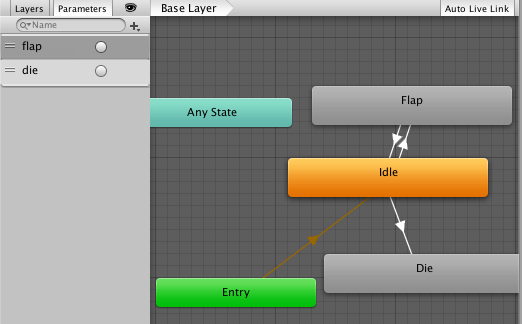 Layers Parameters Base Layer Auto Live Link
Name
flap
die
Flap
Any State
Idle
Die
Entry